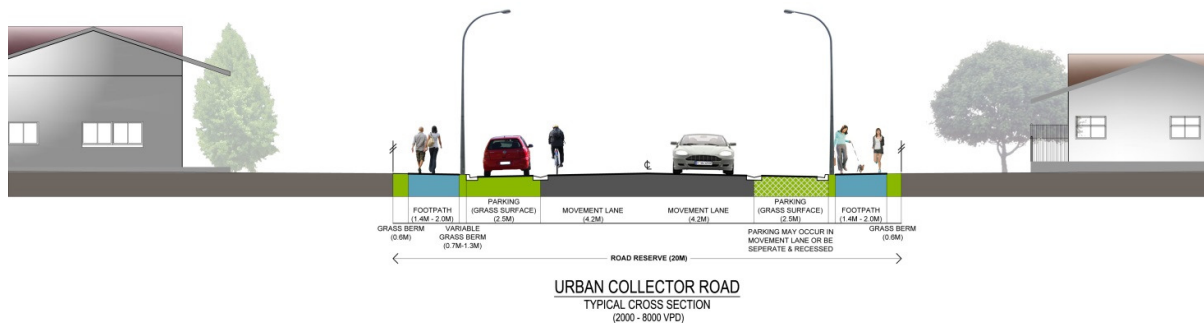 FOOTPATH
(1.4M - 2.0M)
PARKING
(GRASS SURFACE)
(2.5M)
MOVEMENT LANE
(4.2M)
MOVEMENT LANE
(4.2M)
PARKING
(GRASS SURFACE)
(2.5M)
FOOTPATH
(1.4M - 2.0M)
GRASS BERM
(0.6M)
VARIABLE
GRASS BERM
(0.7M-1.3M)
PARKING MAY OCCUR IN
MOVEMENT LANE OR BE
SEPERATE & RECESSED
GRASS BERM
(0.6M)
ROAD RESERVE (20M)
URBAN COLLECTOR ROAD
TYPICAL CROSS SECTION
(2000 - 8000 VPD)